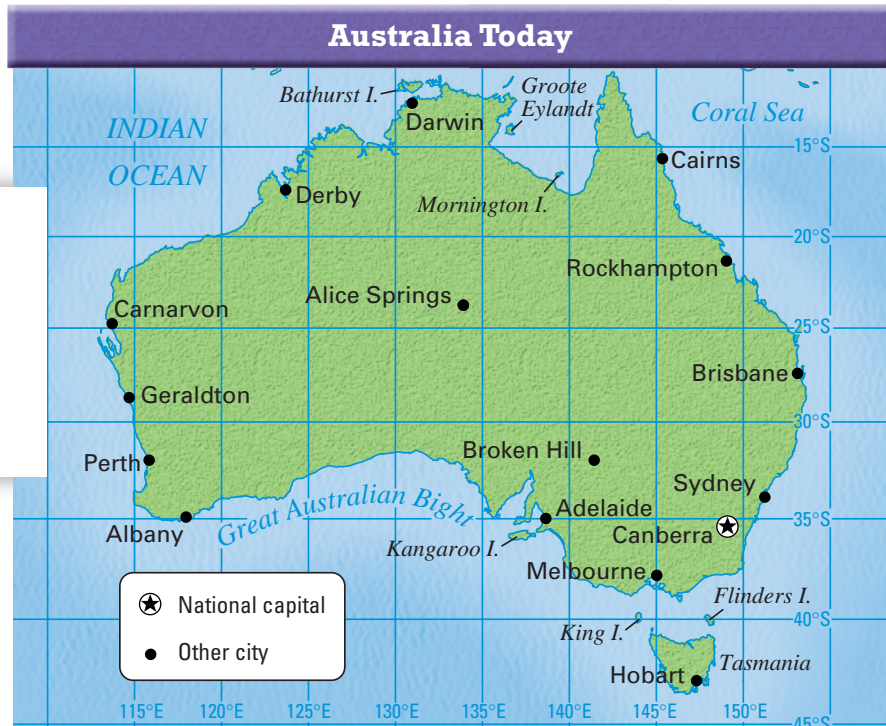 Australia Today
Bathurst I.
Groote
Eylandt
Coral Sea
INDIAN
OCEAN
Darwin
15°S
Cairns
Derby
Mornington I.
20°S
Rockhampton
Alice Springs
Carnarvon
25°S
Brisbane
Geraldton
30°S
Broken Hill
Perth
Sydney
Great Australian Bight
Adelaide
35°S
Albany
Canberra
Kangaroo I.
Melbourne
National capital
Flinders I.
King I.
40°S
Other city
Tasmania
Hobart
115°E 120°E 125°E 130°E 135°E 140°E 145°E 150°E
45°S